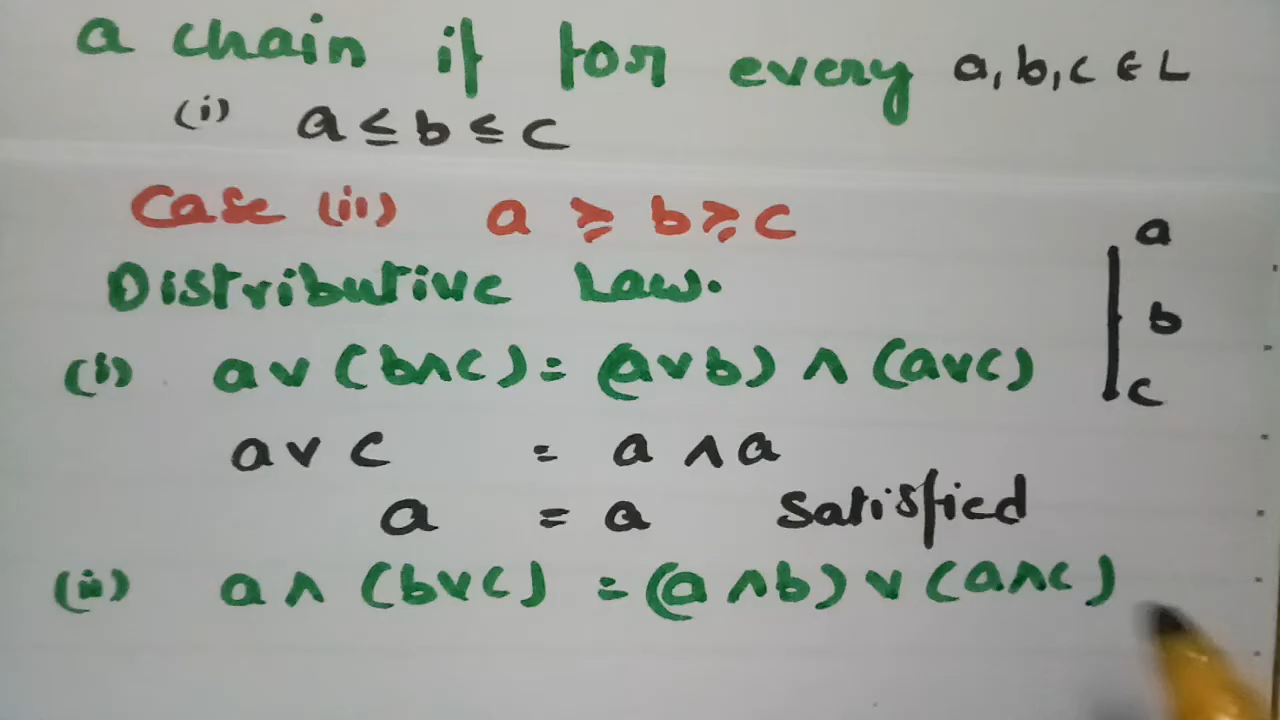 a chain if for every a, b, c ∈ L
(i) a ≤ b ≤ c
Case (ii) a ≥ b ≥ c
a
Distributive Law.
b
(i) a ∨ (b∧c) = (a∨b) ∧ (a∨c)
c
a ∨ c = a ∧ a
a = a Satisfied
(ii) a ∧ (b∨c) = (a∧b) ∨ (a∧c)